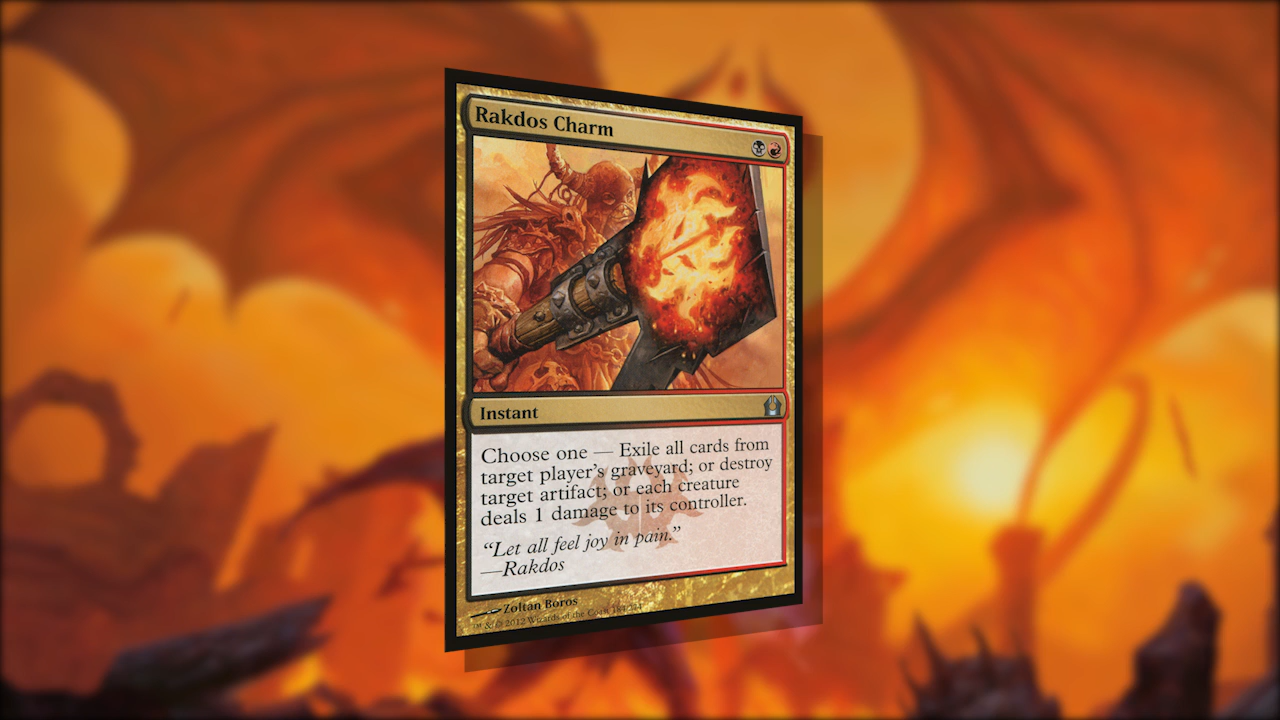 Rakdos Charm
Instant
Choose one — Exile all cards from
target player's graveyard; or destroy
target artifact; or each creature
deals 1 damage to its controller.
“Let all feel joy in pain.”
—Rakdos
Zoltan Boros
™ & © 2012 Wizards of the Coast